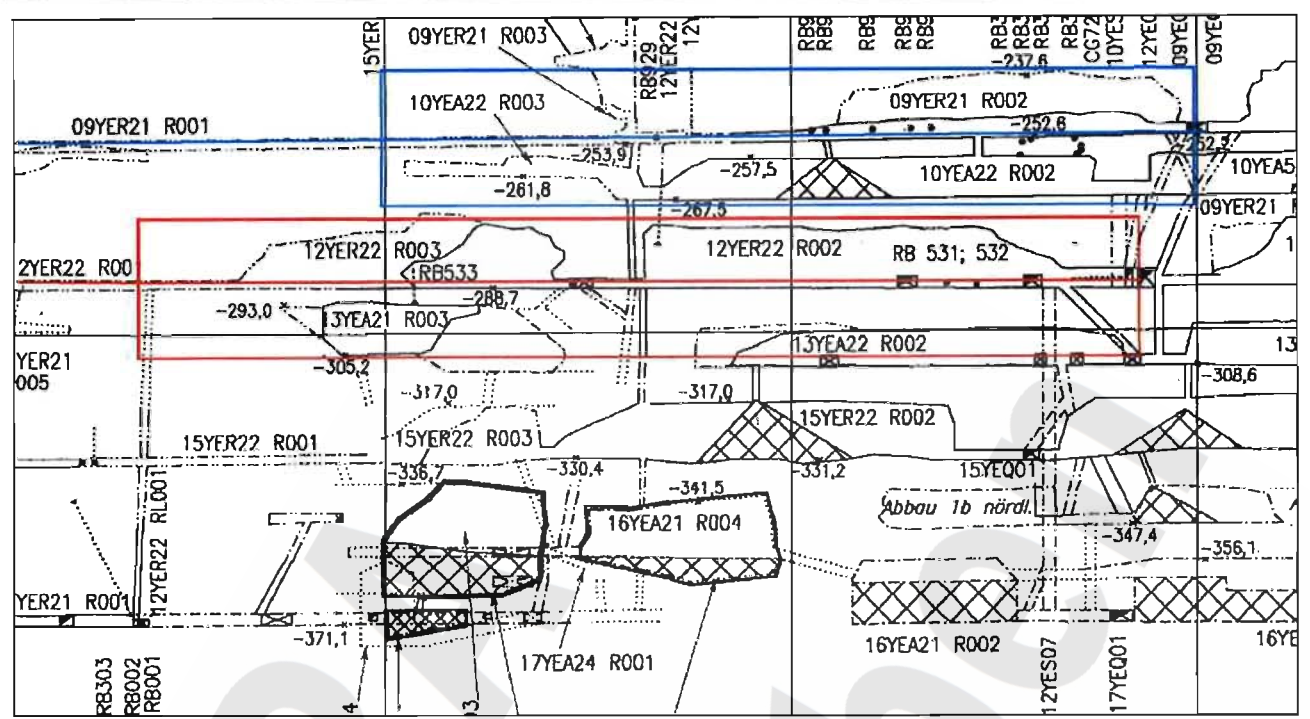 15YER
09YER21 R003
RB929
12YER22
12Y
RB9
RB9
RB9
RB9
RB9
RB3
RB3
RB3
RB3
CG72
10YES
12YEQ
09YEQ
09YE
-237,6
10YEA22 R003
09YER21 R002
09YER21 R001
-252,6
-253,9
-252,3
-257,5
-261,8
10YEA22 R002
10YEA5
-267,5
09YER21 R
12YER22 R003
12YER22 R002
RB 531; 532
1
2YER22 R00
RB533
-288,7
-293,0
13YEA21 R003
13YEA22 R002
13
YER21
005
-305,2
-308,6
-317,0
-317,0
15YER22 R002
15YER22 R001
15YER22 R003
-336,7
-330,4
-331,2
15YEQ01
-341,5
Abbau 1b nördl.
16YEA21 R004
-347,4
-356,1
12YER22 RL001
YER21 R001
-371,1
16YEA21 R002
16YE
17YEA24 R001
RB303
RB002
RB001
4
03
12YES07
17YEQ01